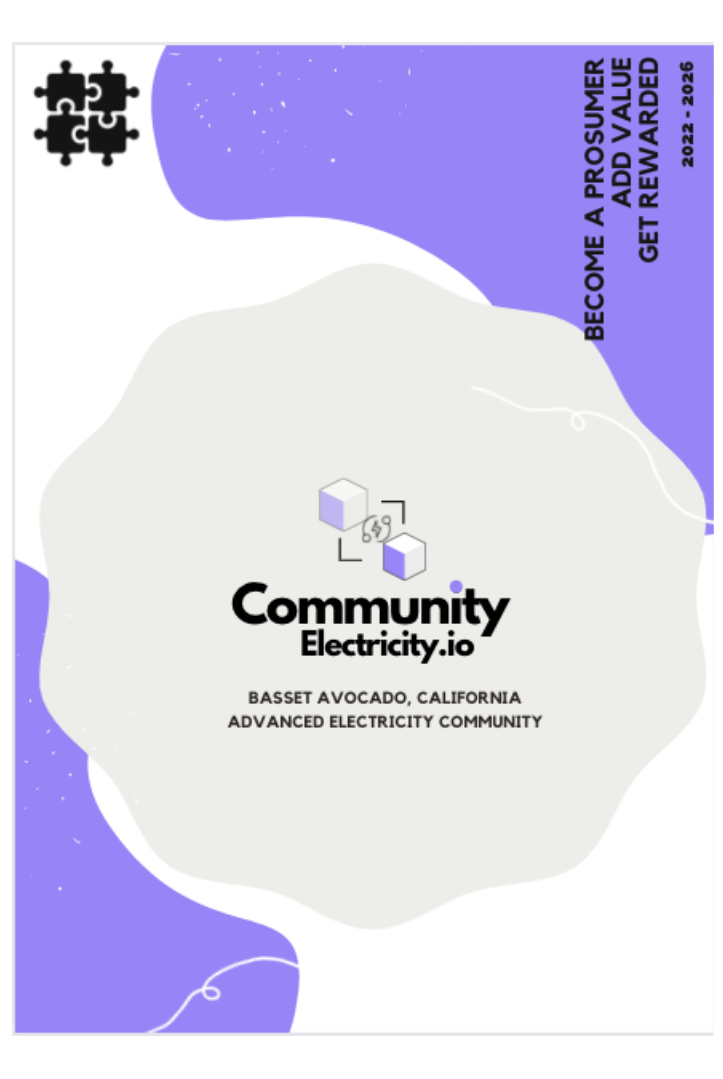 BECOME A PROSUMER
ADD VALUE
GET REWARDED
2022 - 2026
Community
Electricity.io
BASSET AVOCADO, CALIFORNIA
ADVANCED ELECTRICITY COMMUNITY